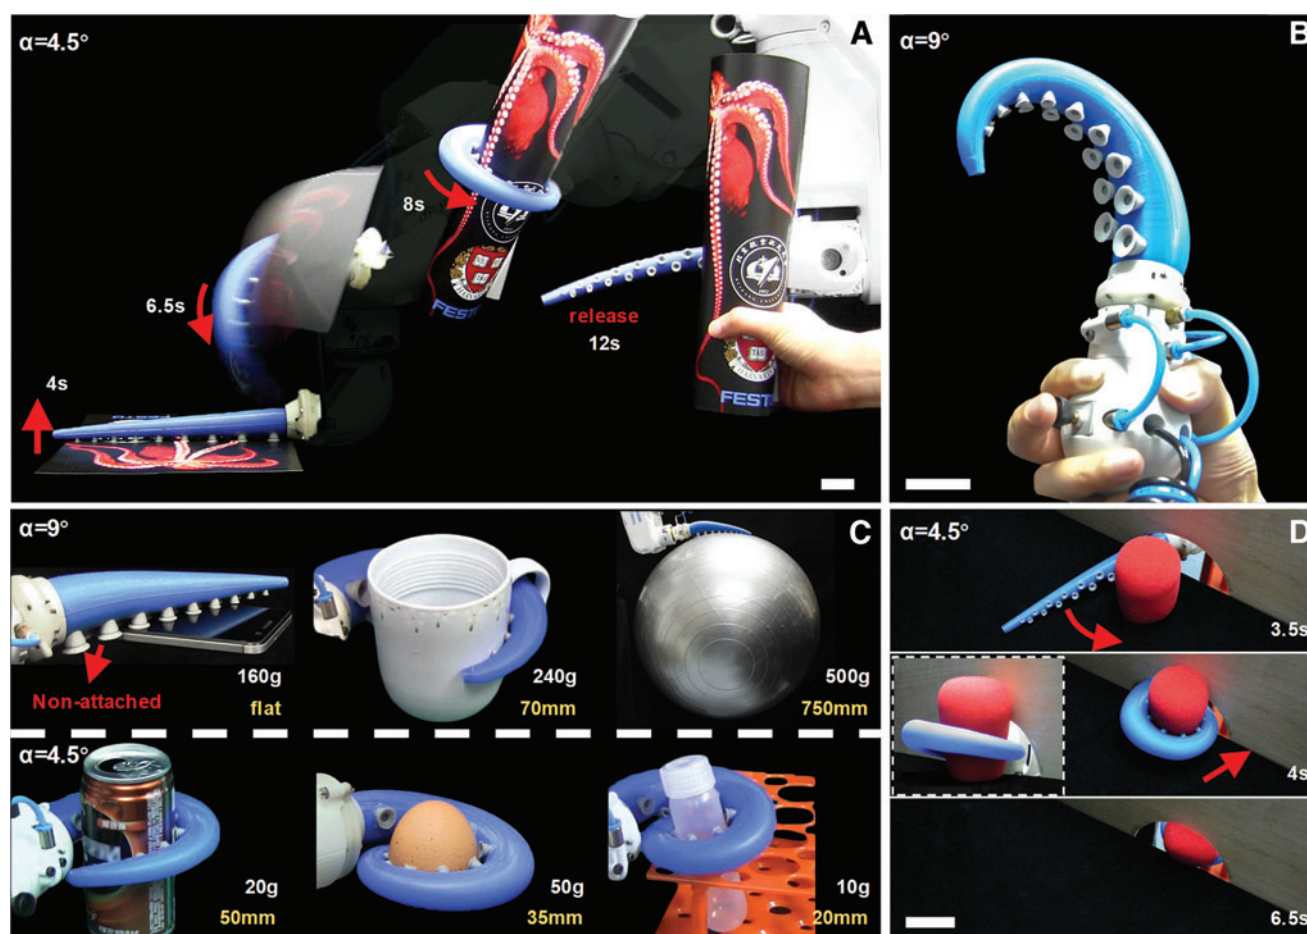 α=4.5°
A
8s
6.5s
4s
release
12s
FESTO
FEST
α=9°
B
α=9°
C
Non-attached
160g
flat
240g
70mm
500g
750mm
α=4.5°
20g
50mm
50g
35mm
10g
20mm
α=4.5°
D
3.5s
4s
6.5s